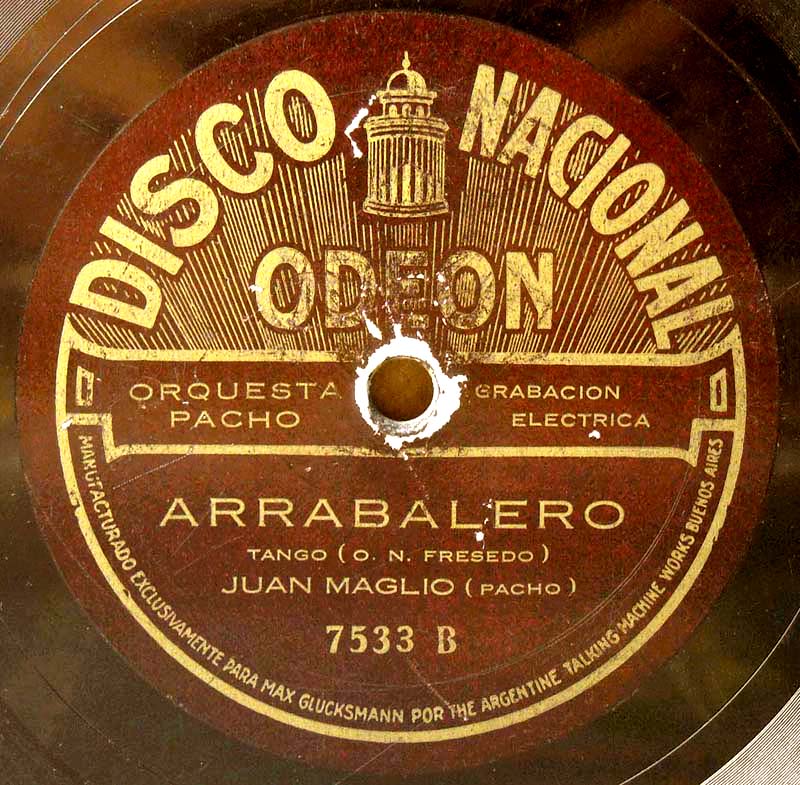 DISCO NACIONAL
ODEON
ORQUESTA PACHO
GRABACION ELECTRICA
ARRABALERO
TANGO (O. N. FRESEDO)
JUAN MAGLIO (PACHO)
7533 B
MANUFACTURADO EXCLUSIVAMENTE PARA MAX GLUCKSMANN POR THE ARGENTINE TALKING MACHINE WORKS BUENOS AIRES